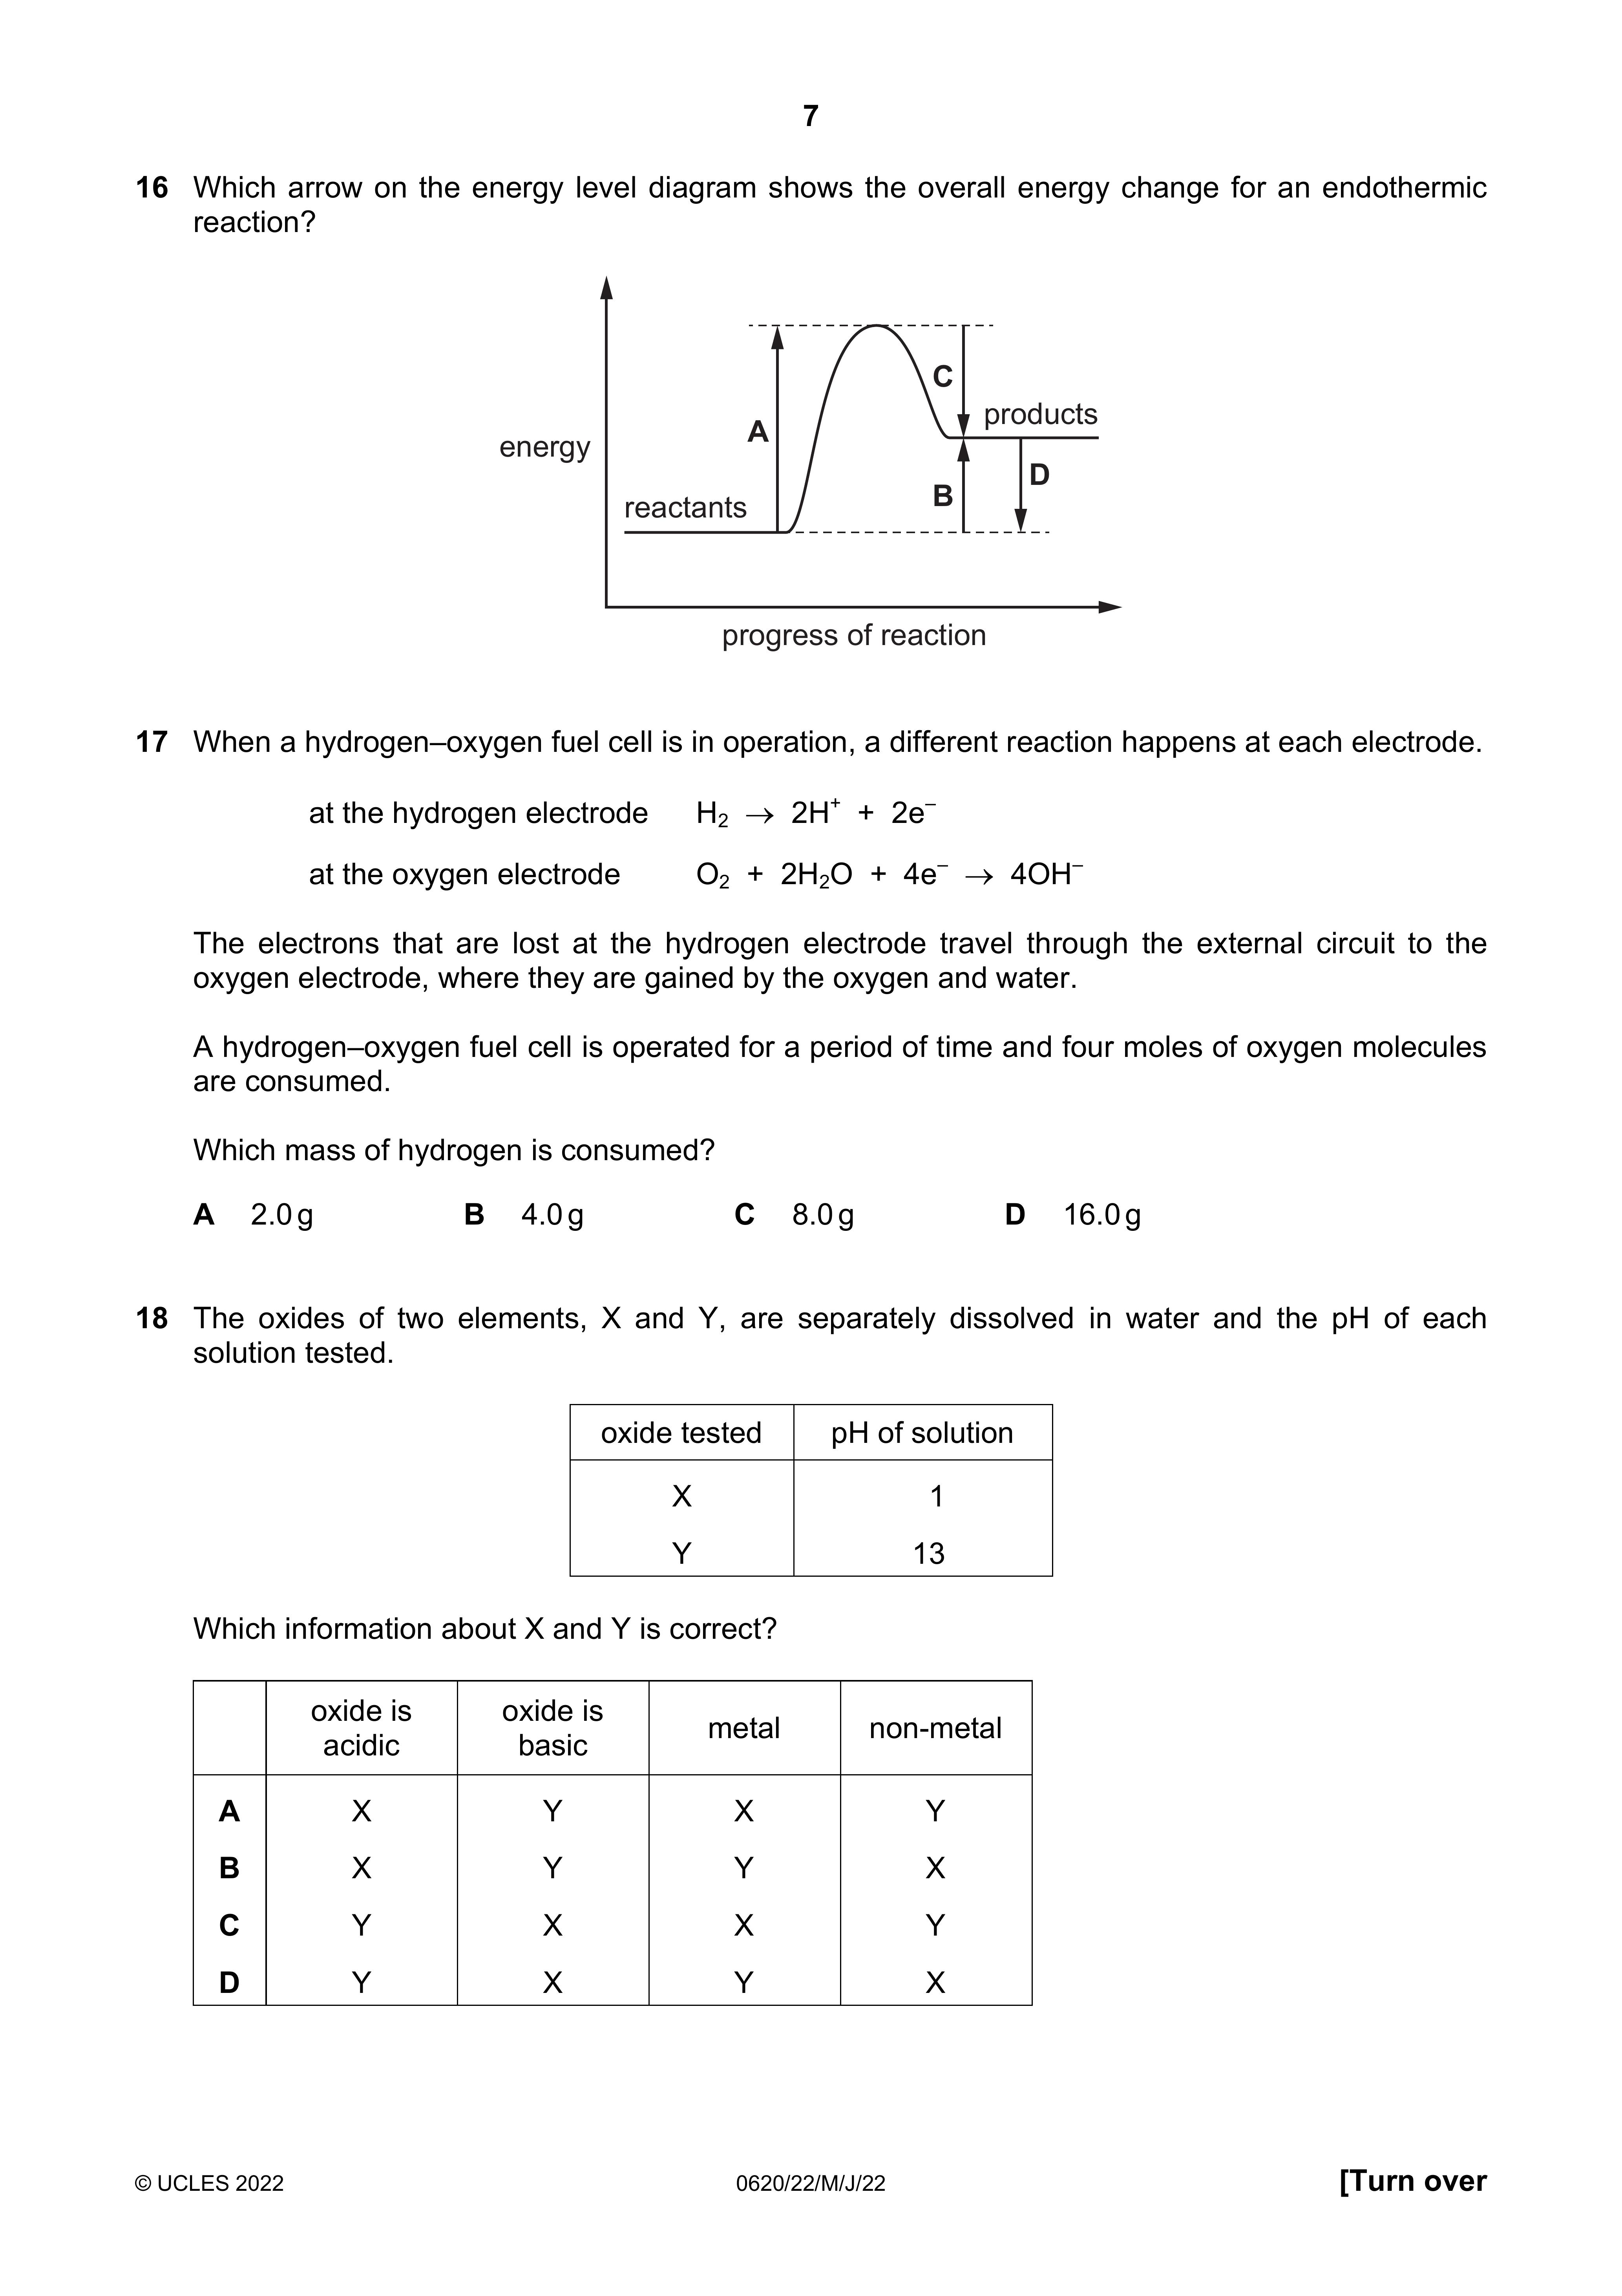 7
16 Which arrow on the energy level diagram shows the overall energy change for an endothermic
reaction?
energy
A
C
products
reactants
B
D
progress of reaction
17 When a hydrogen–oxygen fuel cell is in operation, a different reaction happens at each electrode.
at the hydrogen electrode H₂ → 2H⁺ + 2e⁻
at the oxygen electrode O₂ + 2H₂O + 4e⁻ → 4OH⁻
The electrons that are lost at the hydrogen electrode travel through the external circuit to the
oxygen electrode, where they are gained by the oxygen and water.
A hydrogen–oxygen fuel cell is operated for a period of time and four moles of oxygen molecules
are consumed.
Which mass of hydrogen is consumed?
A 2.0 g B 4.0 g C 8.0 g D 16.0 g
18 The oxides of two elements, X and Y, are separately dissolved in water and the pH of each
solution tested.
oxide tested pH of solution
X 1
Y 13
Which information about X and Y is correct?
oxide is acidic oxide is basic metal non-metal
A X Y X Y
B X Y Y X
C Y X X Y
D Y X Y X
© UCLES 2022 0620/22/M/J/22 [Turn over